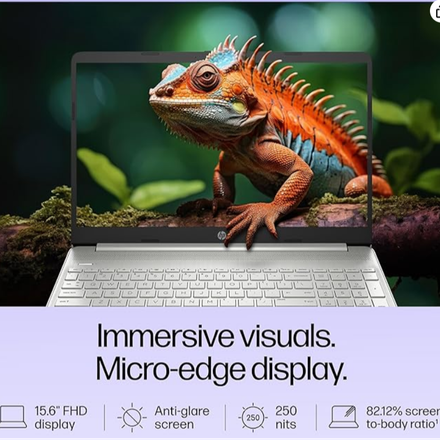 hp
Immersive visuals.
Micro-edge display.
15.6" FHD
display
Anti-glare
screen
250
250
nits
82.12% screen
to-body ratio¹